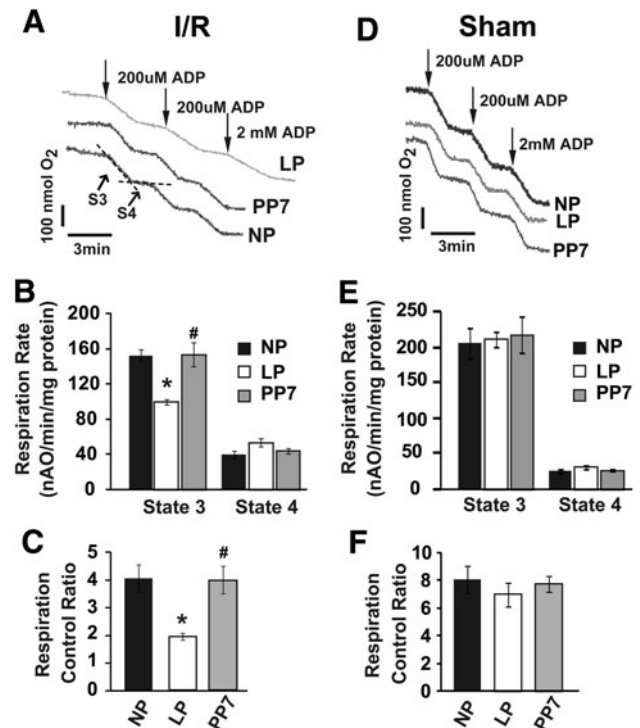 A
I/R
200uM ADP
200uM ADP
2 mM ADP
LP
PP7
NP
S3
S4
100 nmol O2
3min
D
Sham
200uM ADP
200uM ADP
2mM ADP
NP
LP
PP7
100 nmol O2
3min
B
Respiration Rate
(nAO/min/mg protein)
200
160
120
80
40
0
*
#
NP
LP
PP7
State 3
State 4
E
Respiration Rate
(nAO/min/mg protein)
250
200
150
100
50
0
NP
LP
PP7
State 3
State 4
C
Respiration
Control Ratio
5
4
3
2
1
0
*
#
NP
LP
PP7
F
Respiration
Control Ratio
10
8
6
4
2
0
NP
LP
PP7